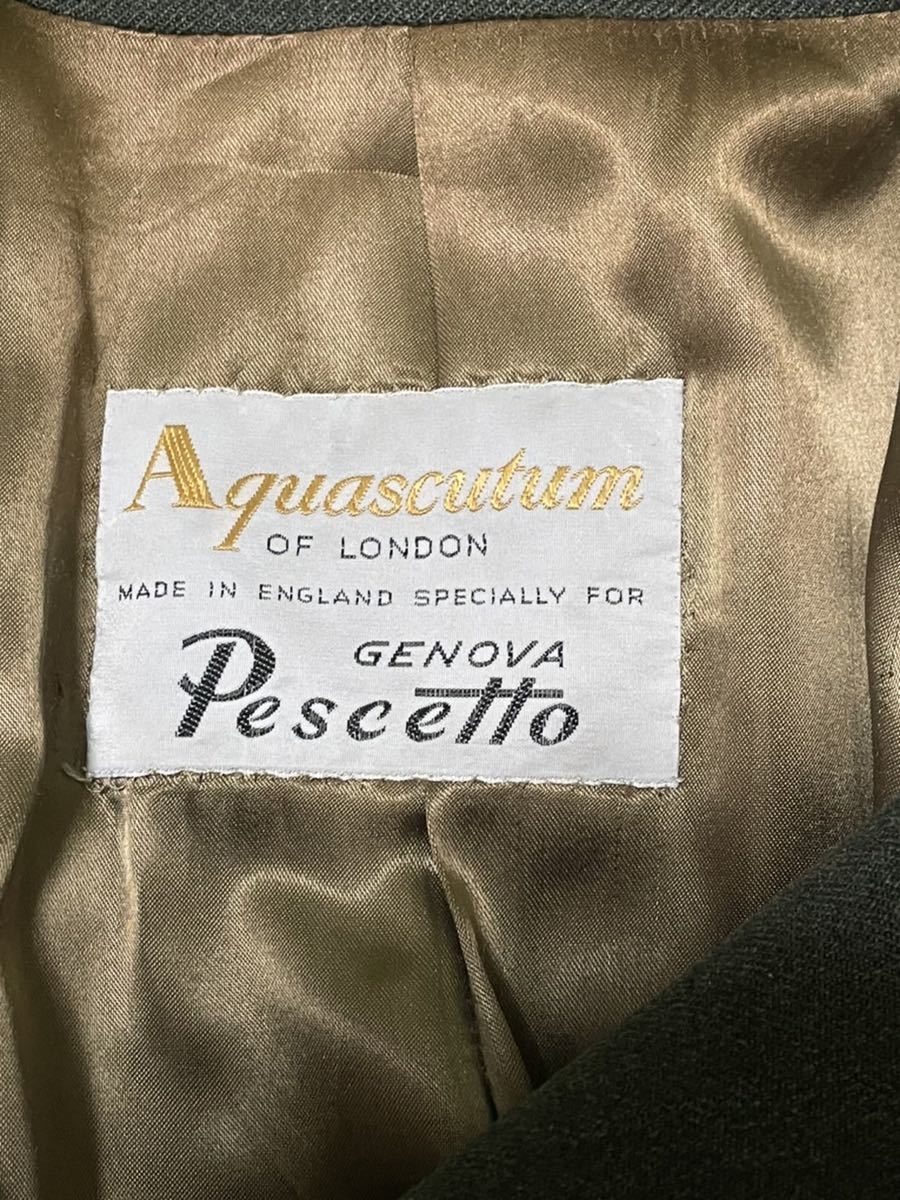 Aquascutum
OF LONDON
MADE IN ENGLAND SPECIALLY FOR
GENOVA
Pescetto